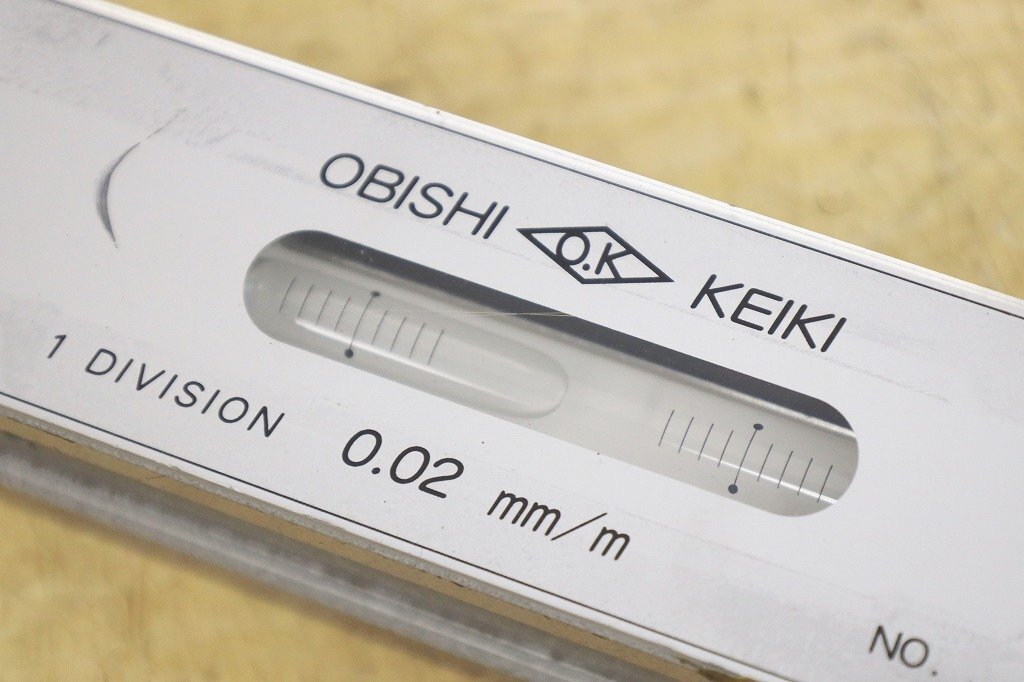 OBISHI O.K KEIKI
1 DIVISION 0.02 mm/m
NO.